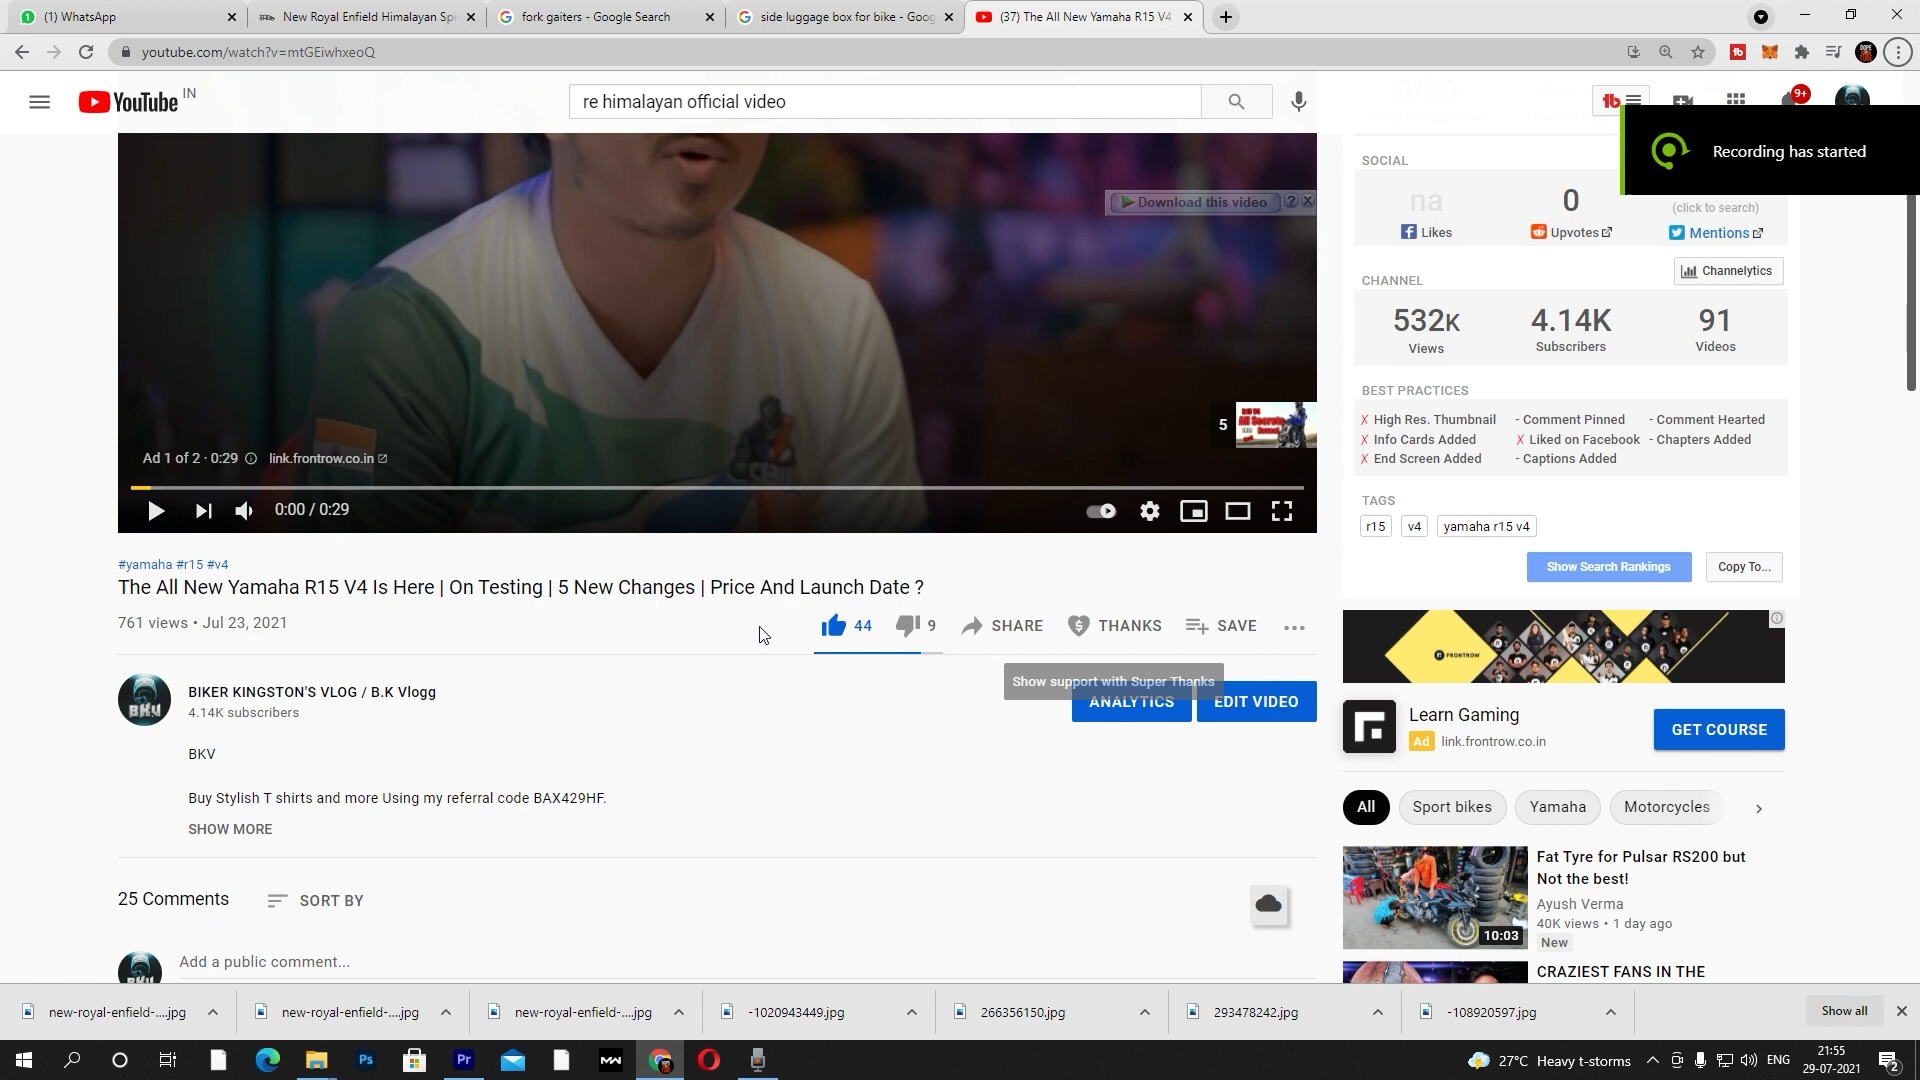 (1) WhatsApp
New Royal Enfield Himalayan Spi
fork gaiters - Google Search
side luggage box for bike - Goog
(37) The All New Yamaha R15 V4
youtube.com/watch?v=mtGEiwhxeoQ
YouTube IN
re himalayan official video
9+
Recording has started
Download this video
5
Ad 1 of 2 · 0:29 link.frontrow.co.in
0:00 / 0:29
#yamaha #r15 #v4
The All New Yamaha R15 V4 Is Here | On Testing | 5 New Changes | Price And Launch Date ?
761 views • Jul 23, 2021
44 9 SHARE THANKS SAVE
Show support with Super Thanks
BIKER KINGSTON'S VLOG / B.K Vlogg
4.14K subscribers
ANALYTICS EDIT VIDEO
BKV
Buy Stylish T shirts and more Using my referral code BAX429HF.
SHOW MORE
25 Comments SORT BY
Add a public comment...
SOCIAL
na 0 (click to search)
Likes Upvotes Mentions
CHANNEL Channelytics
532K 4.14K 91
Views Subscribers Videos
BEST PRACTICES
X High Res. Thumbnail - Comment Pinned - Comment Hearted
X Info Cards Added X Liked on Facebook - Chapters Added
X End Screen Added - Captions Added
TAGS
r15 v4 yamaha r15 v4
Show Search Rankings Copy To...
FRONTROW
Learn Gaming
Ad link.frontrow.co.in
GET COURSE
All Sport bikes Yamaha Motorcycles
Fat Tyre for Pulsar RS200 but
Not the best!
Ayush Verma
40K views • 1 day ago
New
10:03
CRAZIEST FANS IN THE
new-royal-enfield-....jpg new-royal-enfield-....jpg new-royal-enfield-....jpg -1020943449.jpg 266356150.jpg 293478242.jpg -108920597.jpg Show all
Ps Pr MW 27°C Heavy t-storms ENG
21:55
29-07-2021
2